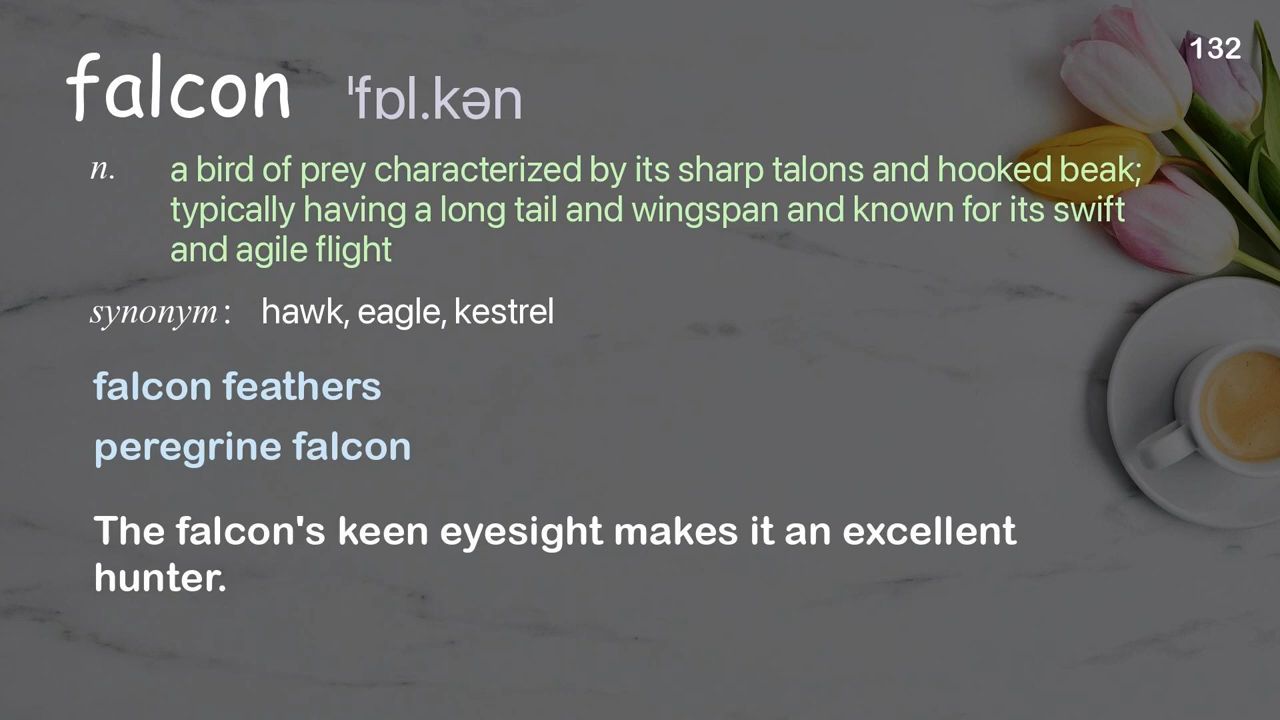 132
falcon ˈfɒl.kən
n. a bird of prey characterized by its sharp talons and hooked beak;
typically having a long tail and wingspan and known for its swift
and agile flight
synonym: hawk, eagle, kestrel
falcon feathers
peregrine falcon
The falcon's keen eyesight makes it an excellent
hunter.